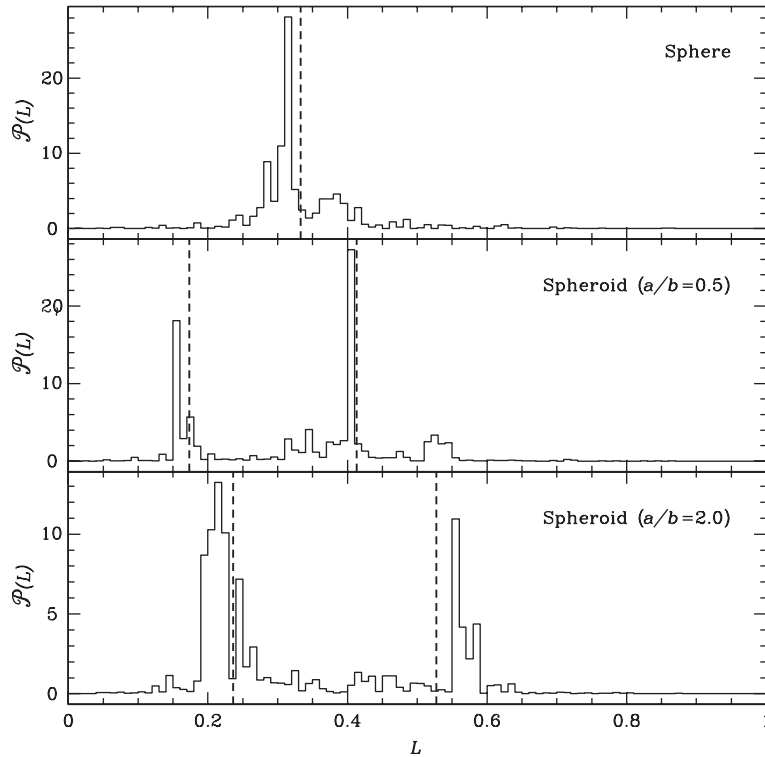 Sphere
20
10
0
𝒫(L)
Spheroid (a/b=0.5)
20
10
0
𝒫(L)
Spheroid (a/b=2.0)
10
5
0
𝒫(L)
0 0.2 0.4 0.6 0.8 1
L